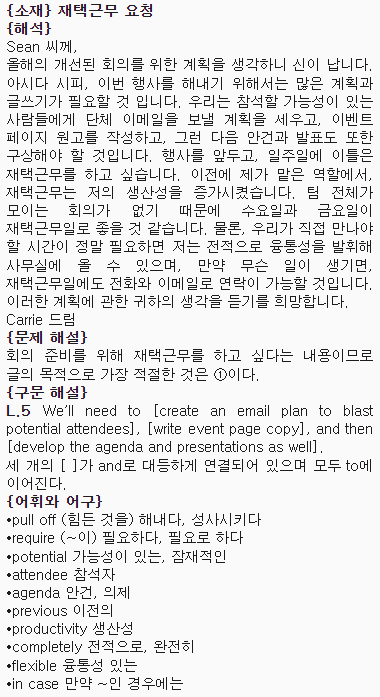 {소재} 재택근무 요청
{해석}
Sean 씨께,
올해의 개선된 회의를 위한 계획을 생각하니 신이 납니다.
아시다 시피, 이번 행사를 해내기 위해서는 많은 계획과
글쓰기가 필요할 것 입니다. 우리는 참석할 가능성이 있는
사람들에게 단체 이메일을 보낼 계획을 세우고, 이벤트
페이지 원고를 작성하고, 그런 다음 안건과 발표도 또한
구상해야 할 것입니다. 행사를 앞두고, 일주일에 이틀은
재택근무를 하고 싶습니다. 이전에 제가 맡은 역할에서,
재택근무는 저의 생산성을 증가시켰습니다. 팀 전체가
모이는 회의가 없기 때문에 수요일과 금요일이
재택근무일로 좋을 것 같습니다. 물론, 우리가 직접 만나야
할 시간이 정말 필요하면 저는 전적으로 융통성을 발휘해
사무실에 올 수 있으며, 만약 무슨 일이 생기면,
재택근무일에도 전화와 이메일로 연락이 가능할 것입니다.
이러한 계획에 관한 귀하의 생각을 듣기를 희망합니다.
Carrie 드림
{문제 해설}
회의 준비를 위해 재택근무를 하고 싶다는 내용이므로
글의 목적으로 가장 적절한 것은 ①이다.
{구문 해설}
L.5 We'll need to [create an email plan to blast
potential attendees], [write event page copy], and then
[develop the agenda and presentations as well].
세 개의 [ ]가 and로 대등하게 연결되어 있으며 모두 to에
이어진다.
{어휘와 어구}
•pull off (힘든 것을) 해내다, 성사시키다
•require (~이) 필요하다, 필요로 하다
•potential 가능성이 있는, 잠재적인
•attendee 참석자
•agenda 안건, 의제
•previous 이전의
•productivity 생산성
•completely 전적으로, 완전히
•flexible 융통성 있는
•in case 만약 ~인 경우에는